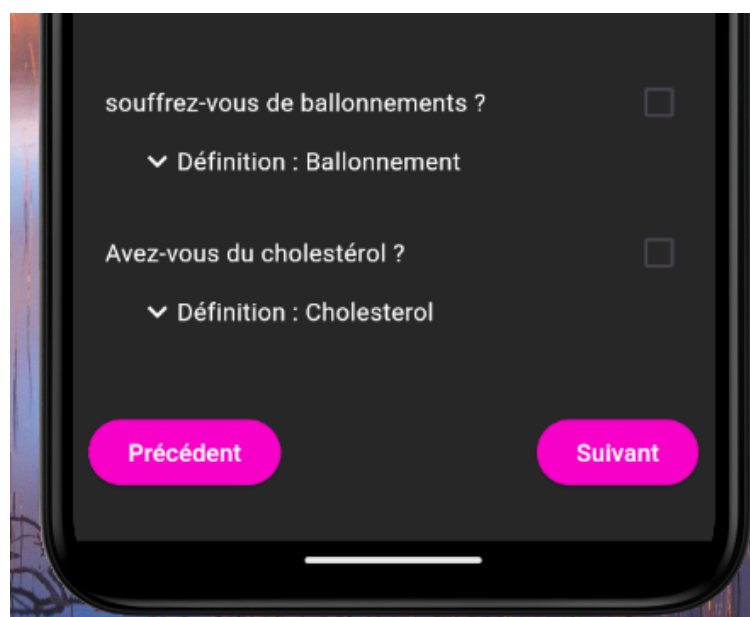 souffrez-vous de ballonnements ?
Définition : Ballonnement
Avez-vous du cholestérol ?
Définition : Cholesterol
Précédent
Suivant